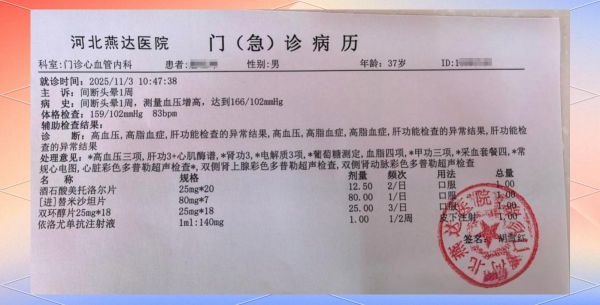 河北燕达医院 门（急）诊病历
科室:门诊心血管内科 患者: 性别:男 年龄: 37岁 ID:1
就诊时间: 2025/11/3 10:47:38
主 诉: 间断头晕1周
病 史: 间断头晕1周, 测量血压增高, 达到166/102mmHg
体格检查: 159/102mmHg 83bpm
辅助检查结果:
诊 断: 高血压, 高脂血症, 肝功能检查的异常结果, 高血压, 高脂血症, 肝功能检查的异常结果, 肝功能检
查的异常结果, 高血压, 高脂血症
处理意见: *高血压三项, 肝功3+心肌酶谱, *肾功3, *电解质3项, *葡萄糖测定, 血脂四项, *甲功三项, *采血套餐四, *常
规心电图, 心脏彩色多普勒超声检查*, 双侧肾上腺彩色多普勒超声检查, 双侧肾动脉彩色多普勒超声检查
名 称 规格 剂量 频次 用法 总量
酒石酸美托洛尔片 25mg*20 12.50 2/日 口服 1.00
[进]替米沙坦片 80mg*7 80.00 1/日 口服 1.00
双环醇片25mg*18 25mg*18 25.00 3/日 口服 1.00
依洛尤单抗注射液 1ml:140mg 1.00 1/2周 皮下注射 1.00
签名:
河北燕达医院